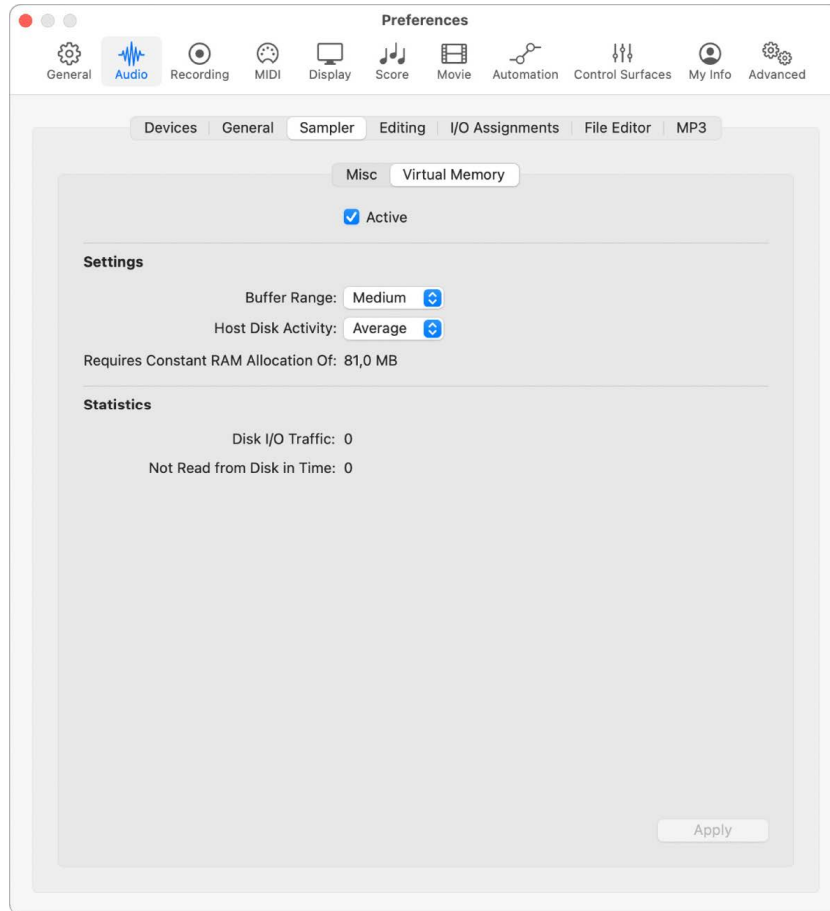 Preferences
General Audio Recording MIDI Display Score Movie Automation Control Surfaces My Info Advanced
Devices General Sampler Editing I/O Assignments File Editor MP3
Misc Virtual Memory
Active
Settings
Buffer Range: Medium
Host Disk Activity: Average
Requires Constant RAM Allocation Of: 81,0 MB
Statistics
Disk I/O Traffic: 0
Not Read from Disk in Time: 0
Apply